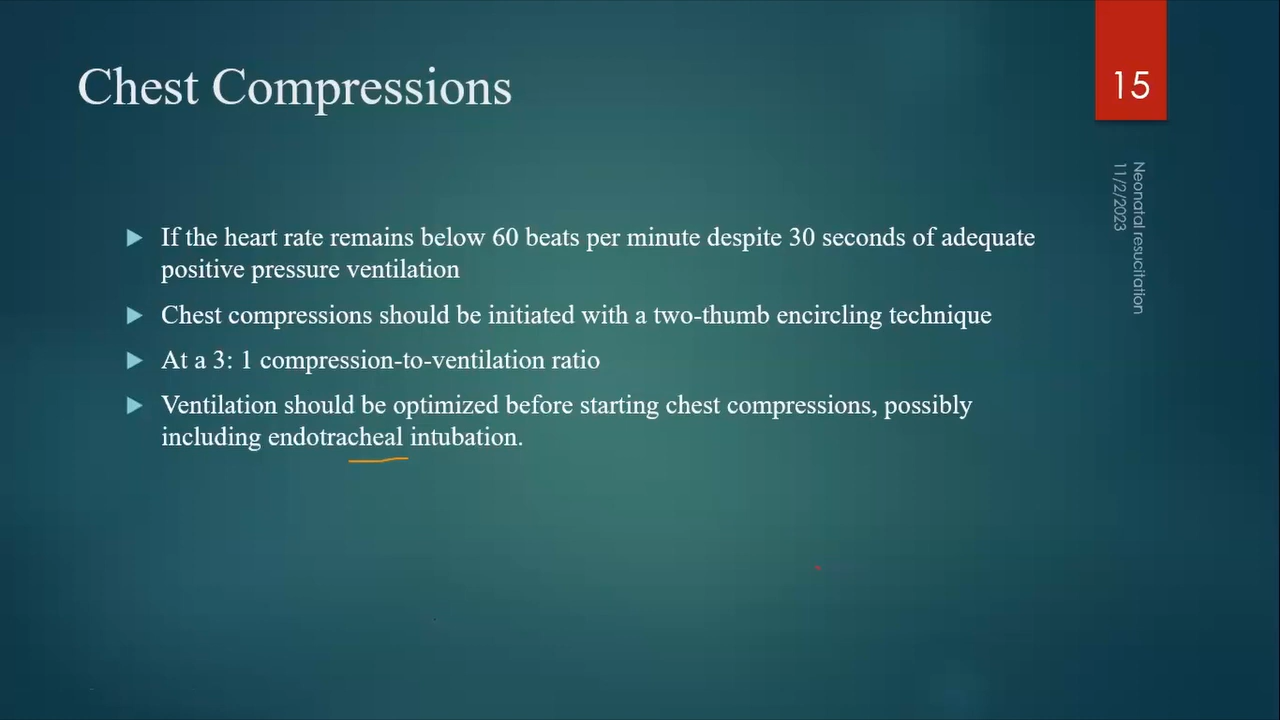 Chest Compressions
15
Neonatal resucitation
11/2/2023
If the heart rate remains below 60 beats per minute despite 30 seconds of adequate
positive pressure ventilation
Chest compressions should be initiated with a two-thumb encircling technique
At a 3: 1 compression-to-ventilation ratio
Ventilation should be optimized before starting chest compressions, possibly
including endotracheal intubation.